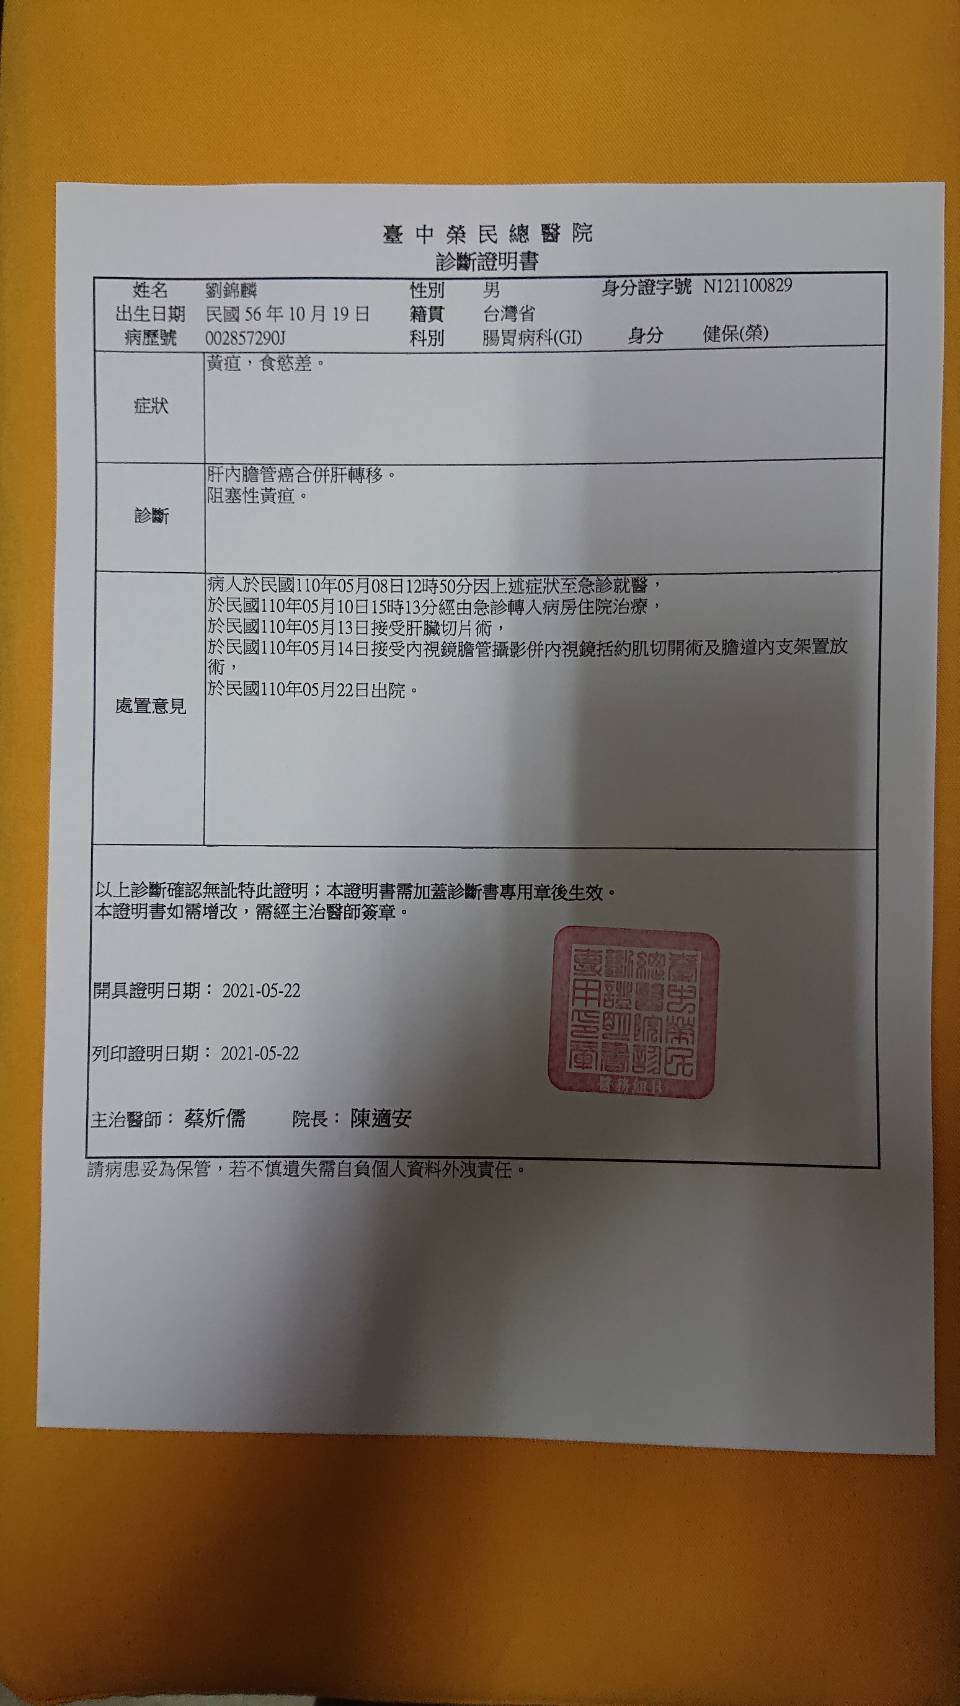 臺中榮民總醫院
診斷證明書
姓名 劉錦麟 性別 男 身分證字號 N121100829
出生日期 民國 56 年 10 月 19 日 籍貫 台灣省
病歷號 002857290J 科別 腸胃病科(GI) 身分 健保(榮)
症狀
黃疸，食慾差。
診斷
肝內膽管癌合併肝轉移。
阻塞性黃疸。
處置意見
病人於民國110年05月08日12時50分因上述症狀至急診就醫，
於民國110年05月10日15時13分經由急診轉入病房住院治療，
於民國110年05月13日接受肝臟切片術，
於民國110年05月14日接受內視鏡膽管攝影併內視鏡括約肌切開術及膽道內支架置放
術，
於民國110年05月22日出院。
以上診斷確認無訛特此證明；本證明書需加蓋診斷書專用章後生效。
本證明書如需增改，需經主治醫師簽章。
開具證明日期： 2021-05-22
列印證明日期： 2021-05-22
臺中榮民
總醫院診
斷證明書
專用印章
醫務組B
主治醫師： 蔡炘儒 院長： 陳適安
請病患妥為保管，若不慎遺失需自負個人資料外洩責任。